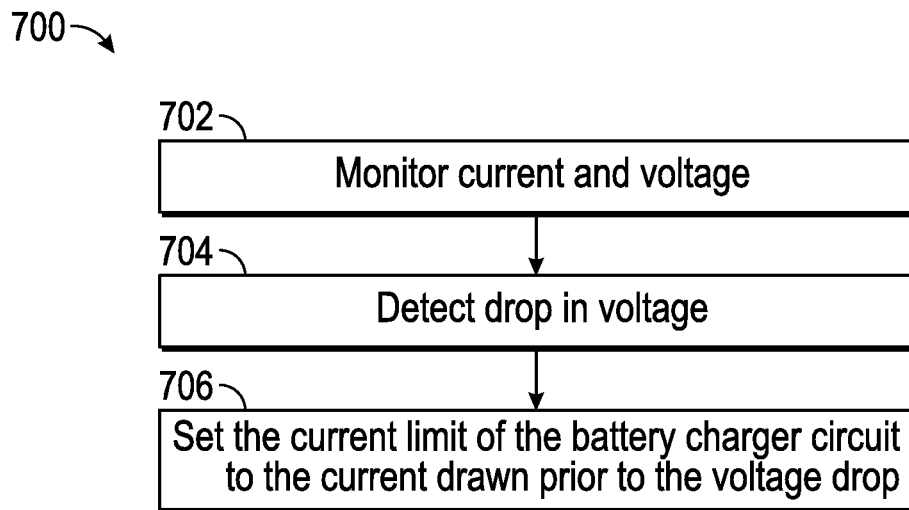 700
702
Monitor current and voltage
704
Detect drop in voltage
706
Set the current limit of the battery charger circuit
to the current drawn prior to the voltage drop